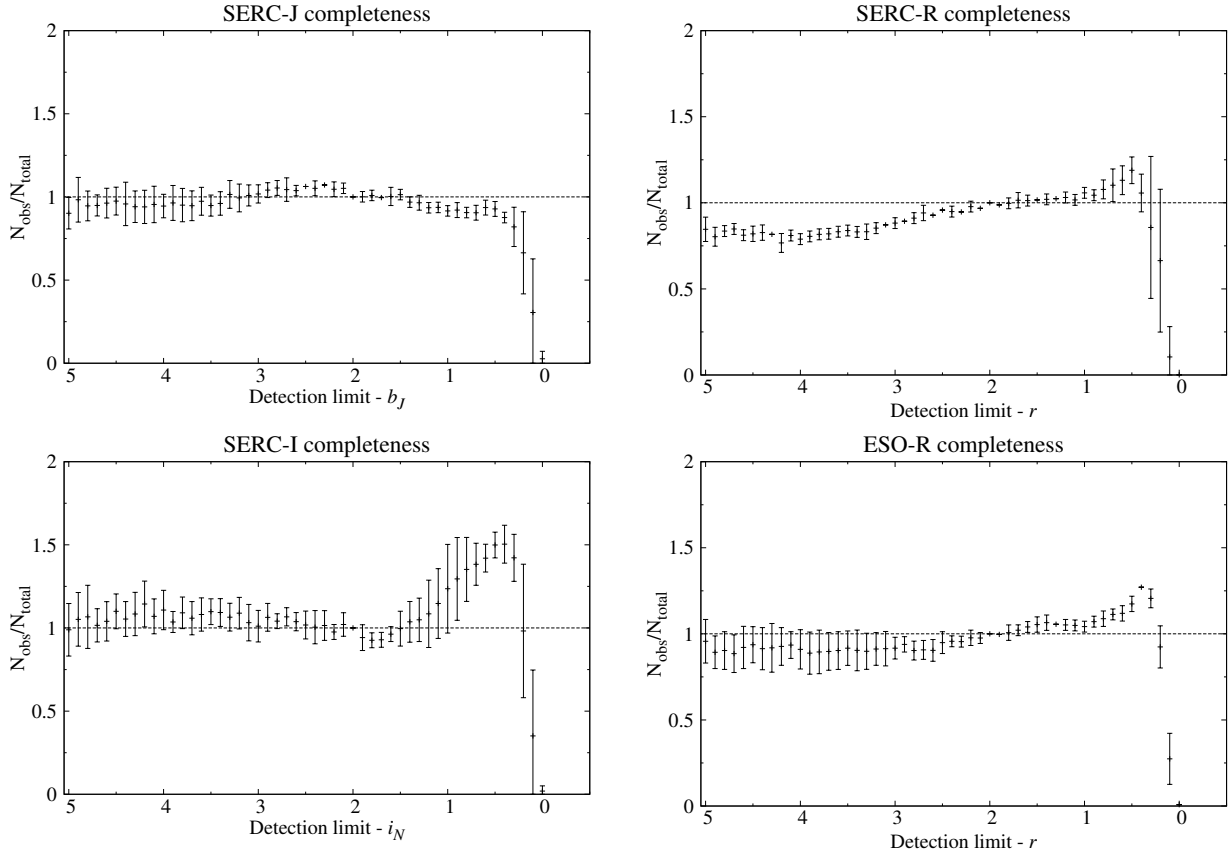 SERC-J completeness
2
1.5
1
0.5
0
N_obs/N_total
5 4 3 2 1 0
Detection limit - b_J
SERC-R completeness
2
1.5
1
0.5
0
N_obs/N_total
5 4 3 2 1 0
Detection limit - r
SERC-I completeness
2
1.5
1
0.5
0
N_obs/N_total
5 4 3 2 1 0
Detection limit - i_N
ESO-R completeness
2
1.5
1
0.5
0
N_obs/N_total
5 4 3 2 1 0
Detection limit - r